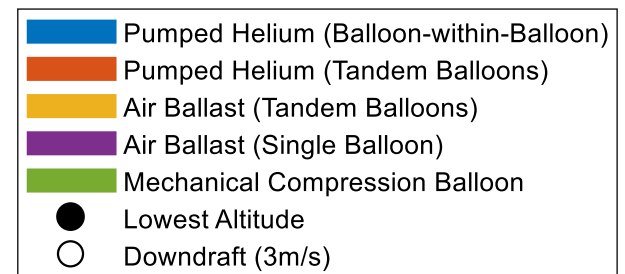 Pumped Helium (Balloon-within-Balloon)
Pumped Helium (Tandem Balloons)
Air Ballast (Tandem Balloons)
Air Ballast (Single Balloon)
Mechanical Compression Balloon
Lowest Altitude
Downdraft (3m/s)